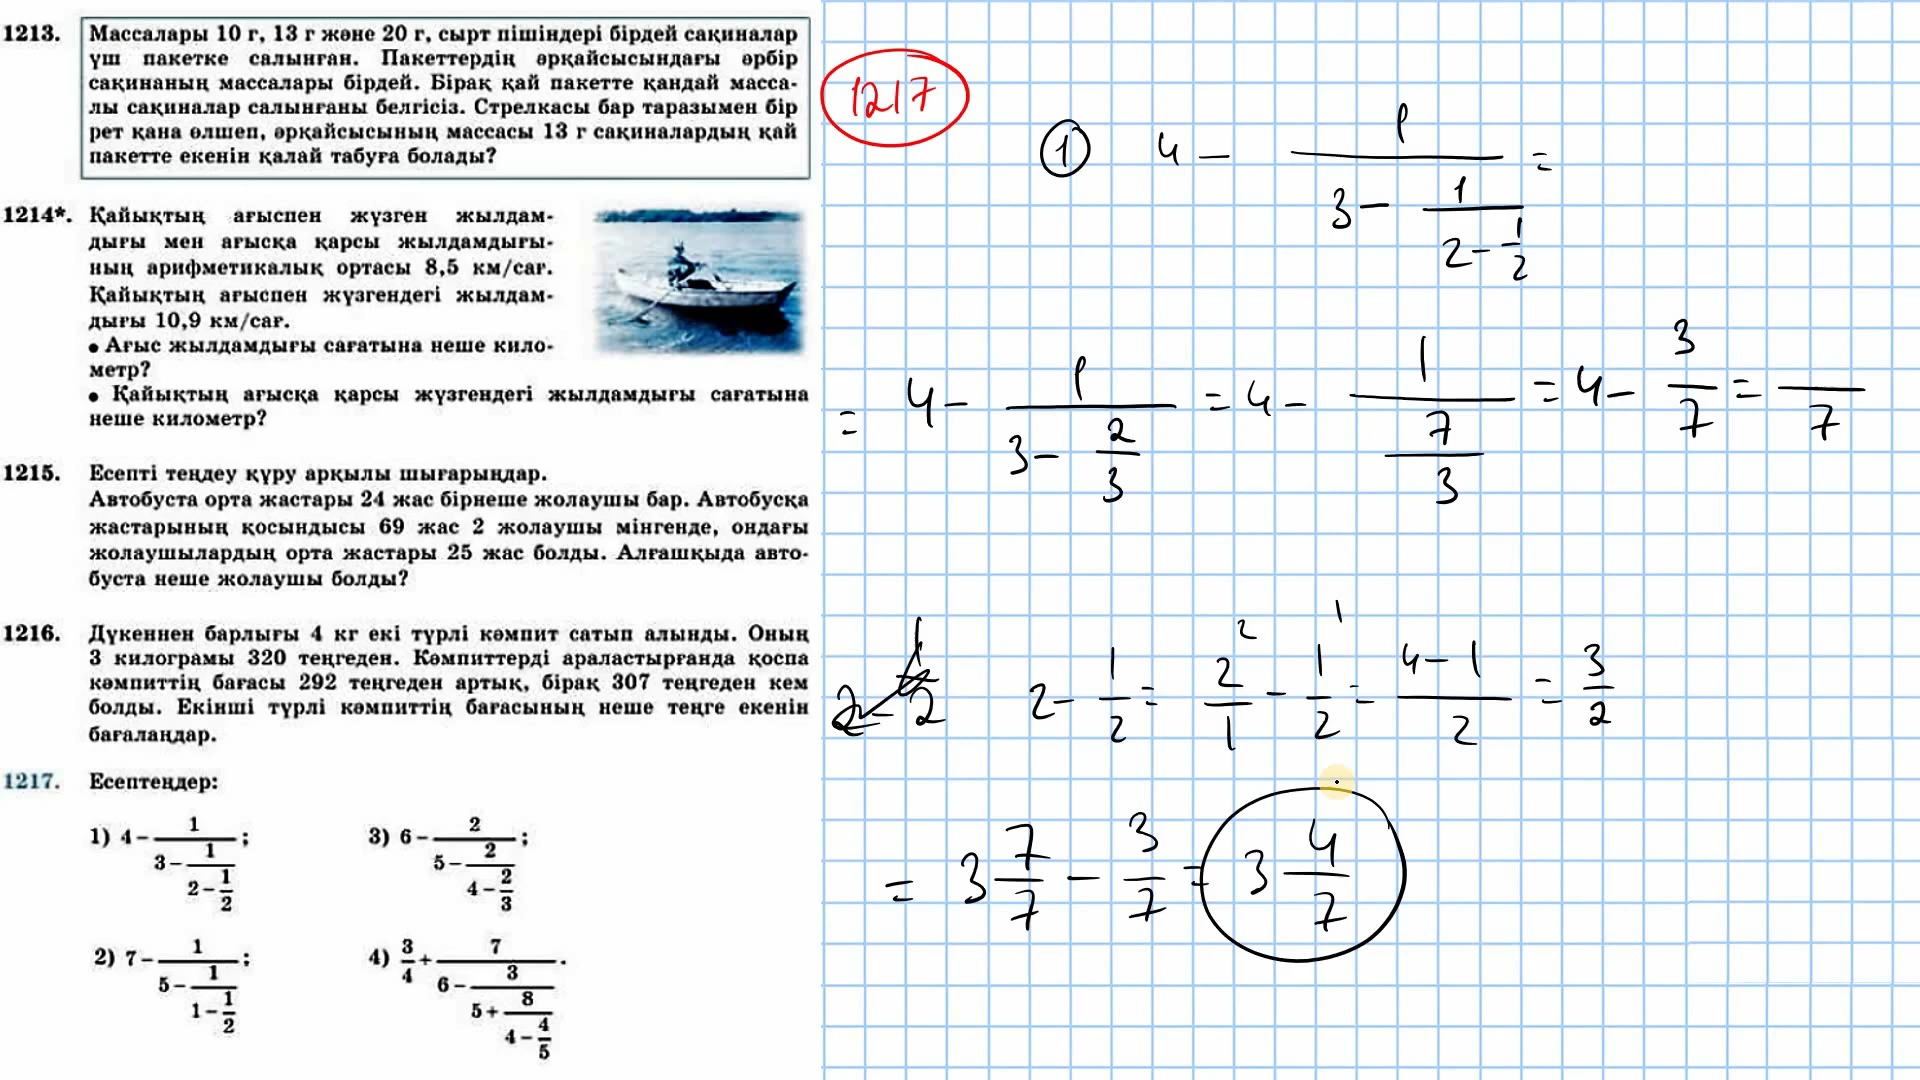 1213. Массалары 10 г, 13 г және 20 г, сырт пішіндері бірдей сақиналар
үш пакетке салынған. Пакеттердің әрқайсысындағы әрбір
сақинаның массалары бірдей. Бірақ қай пакетте қандай масса-
лы сақиналар салынғаны белгісіз. Стрелкасы бар таразымен бір
рет қана өлшеп, әрқайсысының массасы 13 г сақиналардың қай
пакетте екенін қалай табуға болады?
1214*. Қайықтың ағыспен жүзген жылдам-
дығы мен ағысқа қарсы жылдамдығы-
ның арифметикалық ортасы 8,5 км/сағ.
Қайықтың ағыспен жүзгендегі жылдам-
дығы 10,9 км/сағ.
● Ағыс жылдамдығы сағатына неше кило-
метр?
● Қайықтың ағысқа қарсы жүзгендегі жылдамдығы сағатына
неше километр?
1215. Есепті теңдеу құру арқылы шығарыңдар.
Автобуста орта жастары 24 жас бірнеше жолаушы бар. Автобусқа
жастарының қосындысы 69 жас 2 жолаушы мінгенде, ондағы
жолаушылардың орта жастары 25 жас болды. Алғашқыда авто-
буста неше жолаушы болды?
1216. Дүкеннен барлығы 4 кг екі түрлі кәмпит сатып алынды. Оның
3 килограмы 320 теңгеден. Кәмпиттерді араластырғанда қоспа
кәмпиттің бағасы 292 теңгеден артық, бірақ 307 теңгеден кем
болды. Екінші түрлі кәмпиттің бағасының неше теңге екенін
бағалаңдар.
1217. Есептеңдер:
1) 4 - 1/(3 - 1/(2 - 1/2)); 3) 6 - 2/(5 - 2/(4 - 2/3));
2) 7 - 1/(5 - 1/(1 - 1/2)); 4) 3/4 + 7/(6 - 3/(5 + 8/(4 - 4/5))).
1217
1 4 - 1/(3 - 1/(2 - 1/2)) =
= 4 - 1/(3 - 2/3) = 4 - 1/(7/3) = 4 - 3/7 = /7
2 - 1/2 = 2/1 - 1/2 = (4 - 1)/2 = 3/2
= 3 7/7 - 3/7 = 3 4/7